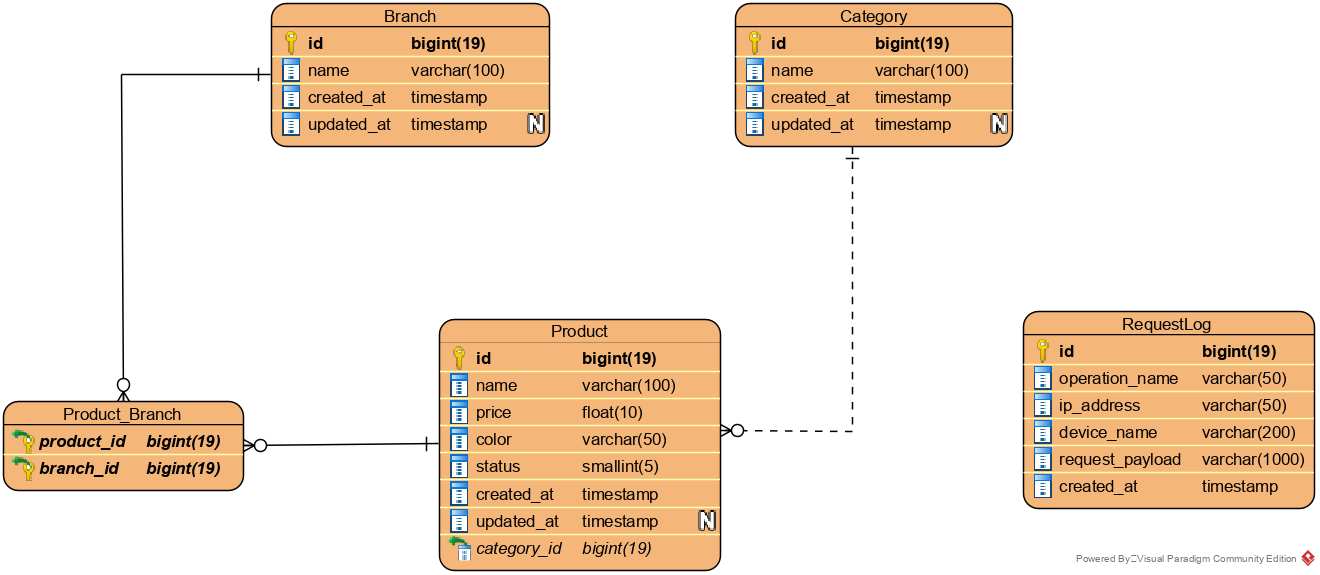 Branch
id bigint(19)
name varchar(100)
created_at timestamp
updated_at timestamp N
Category
id bigint(19)
name varchar(100)
created_at timestamp
updated_at timestamp N
Product_Branch
product_id bigint(19)
branch_id bigint(19)
Product
id bigint(19)
name varchar(100)
price float(10)
color varchar(50)
status smallint(5)
created_at timestamp
updated_at timestamp N
category_id bigint(19)
RequestLog
id bigint(19)
operation_name varchar(50)
ip_address varchar(50)
device_name varchar(200)
request_payload varchar(1000)
created_at timestamp
Powered By Visual Paradigm Community Edition